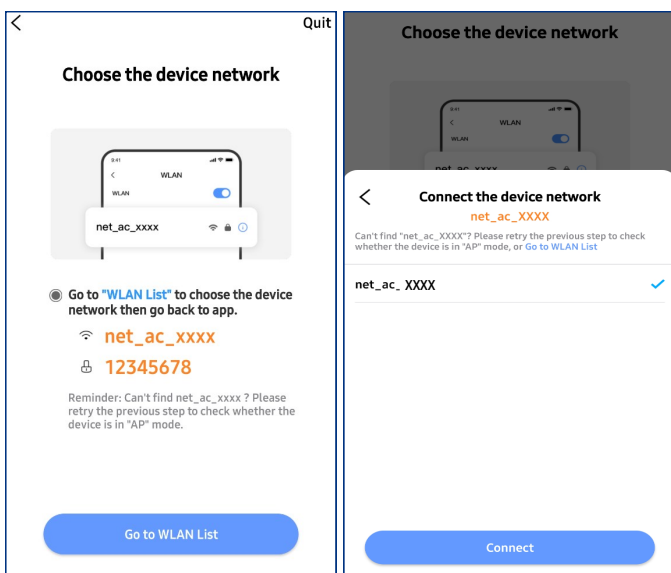 Quit
Choose the device network
9:41
WLAN
WLAN
net_ac_xxxx
Go to "WLAN List" to choose the device
network then go back to app.
net_ac_xxxx
12345678
Reminder: Can't find net_ac_xxxx ? Please
retry the previous step to check whether the
device is in "AP" mode.
Go to WLAN List
Choose the device network
9:41
WLAN
WLAN
net_ac_xxxx
Connect the device network
net_ac_XXXX
Can't find "net_ac_XXXX"? Please retry the previous step to check
whether the device is in "AP" mode, or Go to WLAN List
net_ac_ XXXX
Connect